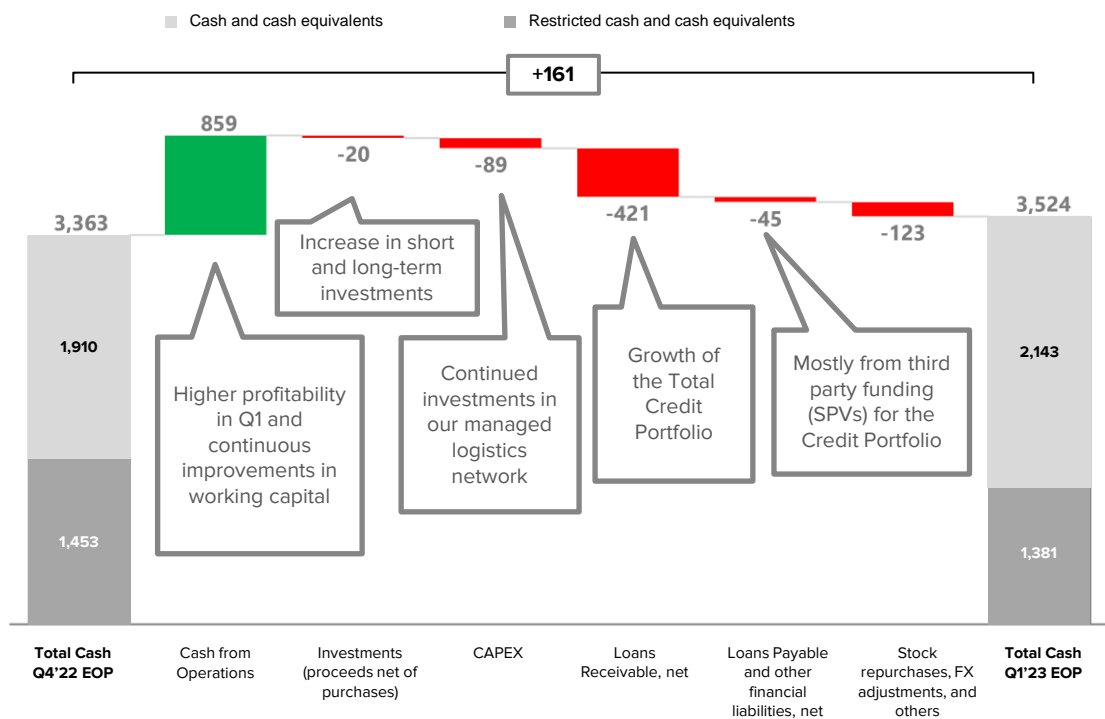 Cash and cash equivalents
Restricted cash and cash equivalents
+161
859
-20
-89
-421
-45
-123
3,363
3,524
Increase in short
and long-term
investments
Higher profitability
in Q1 and
continuous
improvements in
working capital
Continued
investments in
our managed
logistics
network
Growth of
the Total
Credit
Portfolio
Mostly from third
party funding
(SPVs) for the
Credit Portfolio
1,910
2,143
1,453
1,381
Total Cash
Q4'22 EOP
Cash from
Operations
Investments
(proceeds net of
purchases)
CAPEX
Loans
Receivable, net
Loans Payable
and other
financial
liabilities, net
Stock
repurchases, FX
adjustments, and
others
Total Cash
Q1'23 EOP